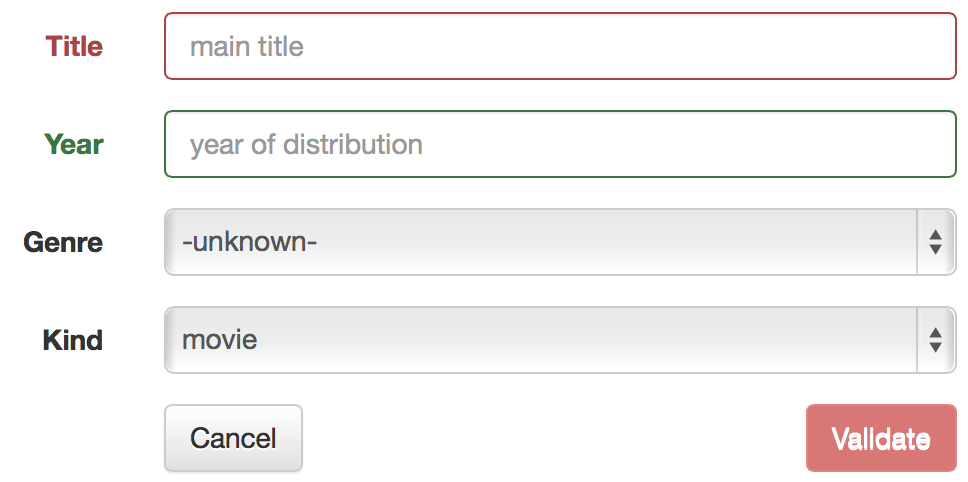 Title main title
Year year of distribution
Genre -unknown-
Kind movie
Cancel Validate